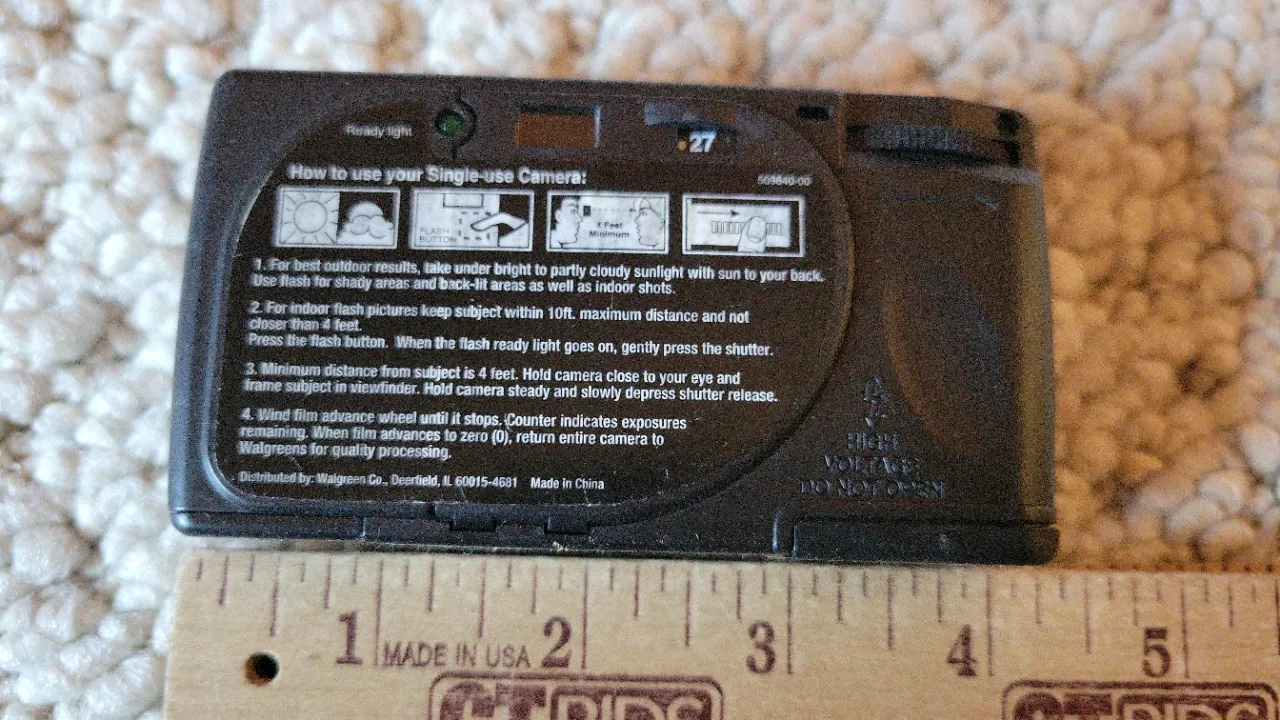 Ready light
27
How to use your Single-use Camera:
509640-00
FLASH
BUTTON
4 Feet
Minimum
1. For best outdoor results, take under bright to partly cloudy sunlight with sun to your back.
Use flash for shady areas and back-lit areas as well as indoor shots.
2. For indoor flash pictures keep subject within 10ft. maximum distance and not
closer than 4 feet.
Press the flash button. When the flash ready light goes on, gently press the shutter.
3. Minimum distance from subject is 4 feet. Hold camera close to your eye and
frame subject in viewfinder. Hold camera steady and slowly depress shutter release.
4. Wind film advance wheel until it stops. Counter indicates exposures
remaining. When film advances to zero (0), return entire camera to
Walgreens for quality processing.
Distributed by: Walgreen Co., Deerfield, IL 60015-4681 Made in China
HIGH
VOLTAGE
DO NOT OPEN
1 2 3 4 5
MADE IN USA